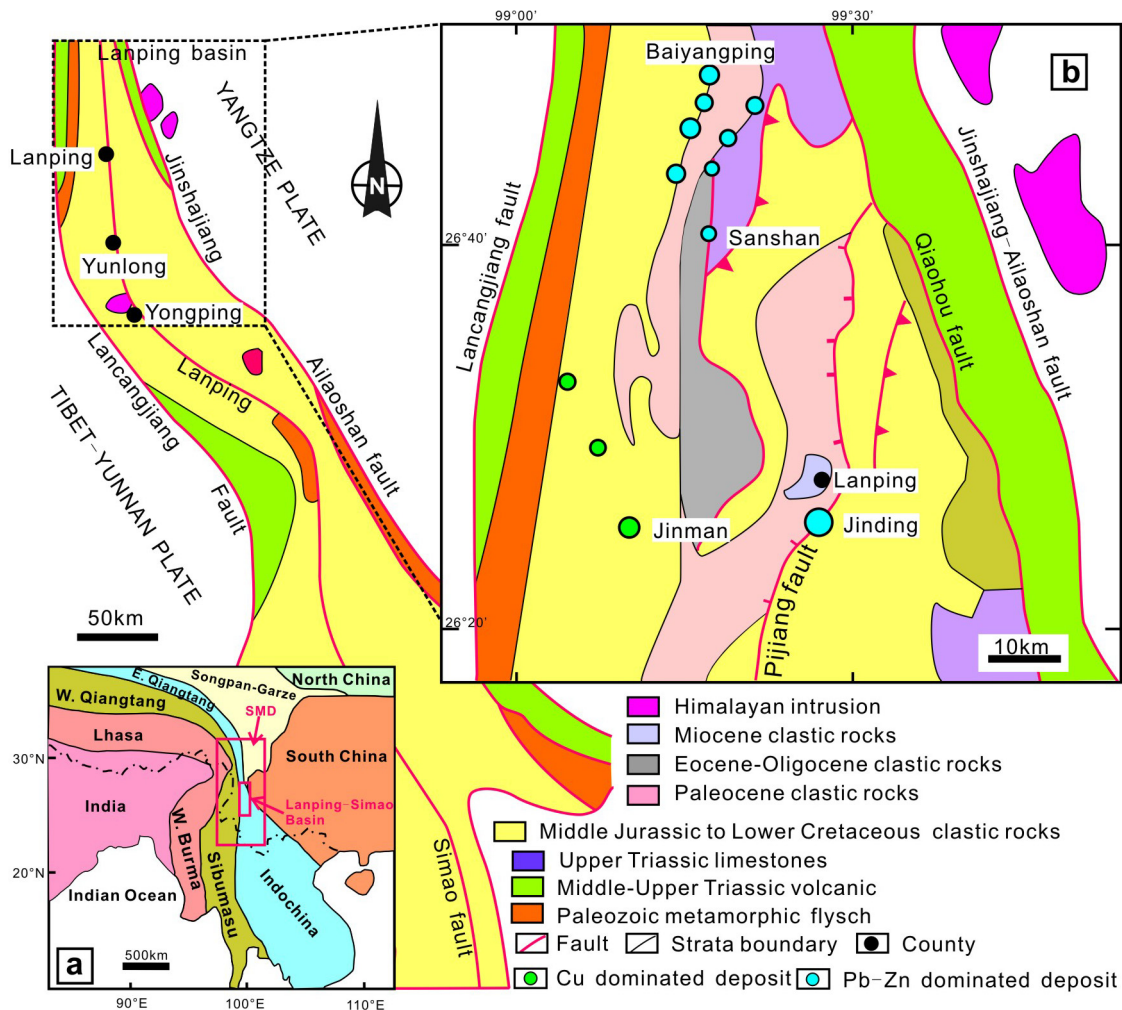 99°00′
99°30′
Lanping basin
YANGTZE PLATE
Lanping
Jinshajiang
N
Yunlong
Yongping
Lancangjiang
Fault
Lanping
Simao fault
Ailaoshan fault
TIBET-YUNNAN PLATE
50km
b
Baiyangping
Lancangjiang fault
26°40′
Sanshan
Qiaohou fault
Jinshajiang-Ailaoshan fault
Lanping
Jinding
Jinman
Pijiang fault
26°20′
10km
E. Qiangtang
Songpan-Garze
North China
W. Qiangtang
SMD
Lhasa
South China
30°N
India
Lanping-Simao
Basin
W. Burma
Sibumasu
Indochina
20°N
Indian Ocean
a
500km
90°E
100°E
110°E
Himalayan intrusion
Miocene clastic rocks
Eocene-Oligocene clastic rocks
Paleocene clastic rocks
Middle Jurassic to Lower Cretaceous clastic rocks
Upper Triassic limestones
Middle-Upper Triassic volcanic
Paleozoic metamorphic flysch
Fault
Strata boundary
County
Cu dominated deposit
Pb-Zn dominated deposit